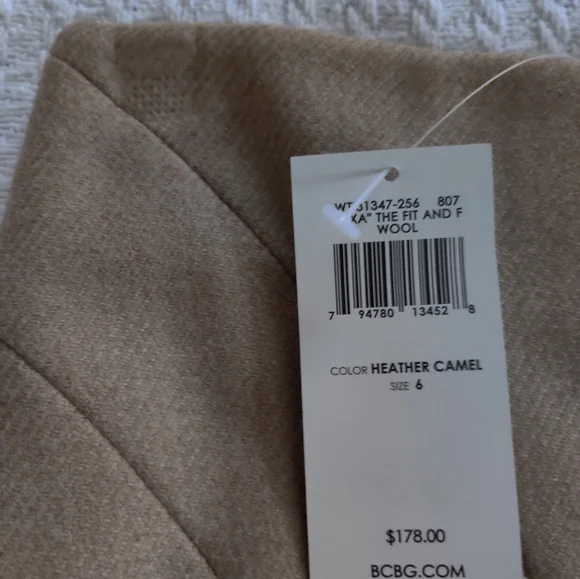 31347-256 807
XA" THE FIT AND F
WOOL
7 94780 13452 8
COLOR HEATHER CAMEL
SIZE 6
$178.00
BCBG.COM